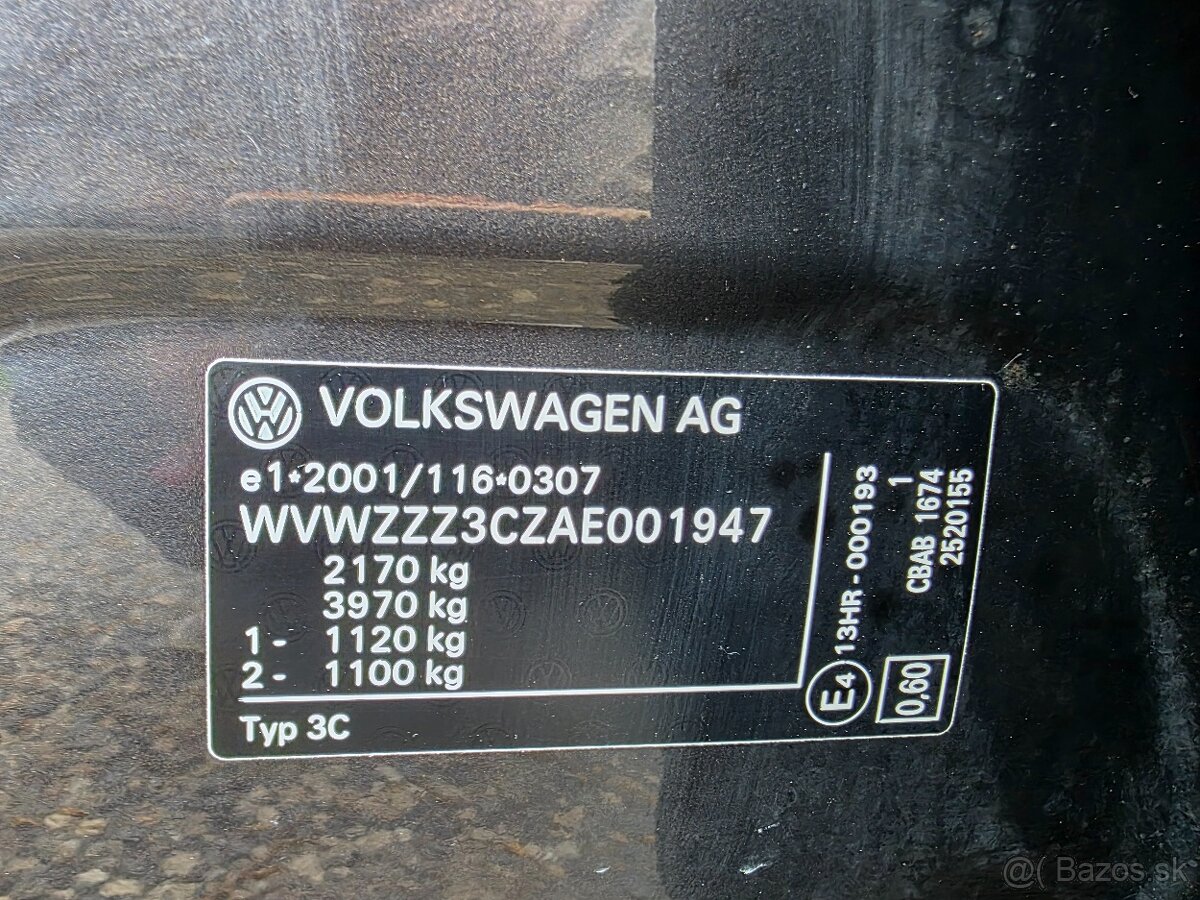 VOLKSWAGEN AG
e1*2001/116*0307
WVWZZZ3CZAE001947
2170 kg
3970 kg
1- 1120 kg
2- 1100 kg
Typ 3C
E4 13HR-000193
1
CBAB 1674
2520155
0,60
@( Bazos.sk